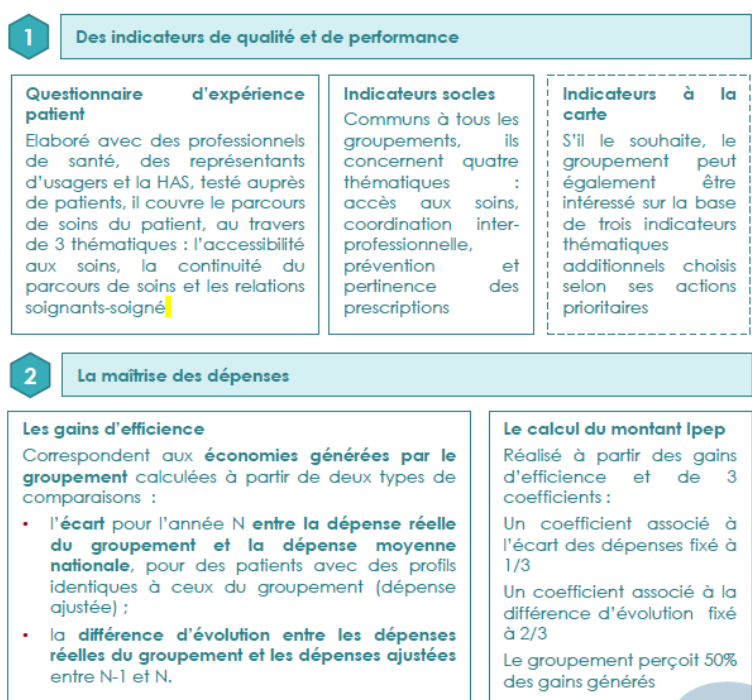 1
Des indicateurs de qualité et de performance
Questionnaire d'expérience
patient
Elaboré avec des professionnels
de santé, des représentants
d'usagers et la HAS, testé auprès
de patients, il couvre le parcours
de soins du patient, au travers
de 3 thématiques : l'accessibilité
aux soins, la continuité du
parcours de soins et les relations
soignants-soigné
Indicateurs socles
Communs à tous les
groupements, ils
concernent quatre
thématiques :
accès aux soins,
coordination inter-
professionnelle,
prévention et
pertinence des
prescriptions
Indicateurs à la
carte
S'il le souhaite, le
groupement peut
également être
intéressé sur la base
de trois indicateurs
thématiques
additionnels choisis
selon ses actions
prioritaires
2
La maîtrise des dépenses
Les gains d'efficience
Correspondent aux économies générées par le
groupement calculées à partir de deux types de
comparaisons :
• l'écart pour l'année N entre la dépense réelle
du groupement et la dépense moyenne
nationale, pour des patients avec des profils
identiques à ceux du groupement (dépense
ajustée) ;
• la différence d'évolution entre les dépenses
réelles du groupement et les dépenses ajustées
entre N-1 et N.
Le calcul du montant Ipep
Réalisé à partir des gains
d'efficience et de 3
coefficients :
Un coefficient associé à
l'écart des dépenses fixé à
1/3
Un coefficient associé à la
différence d'évolution fixé
à 2/3
Le groupement perçoit 50%
des gains générés